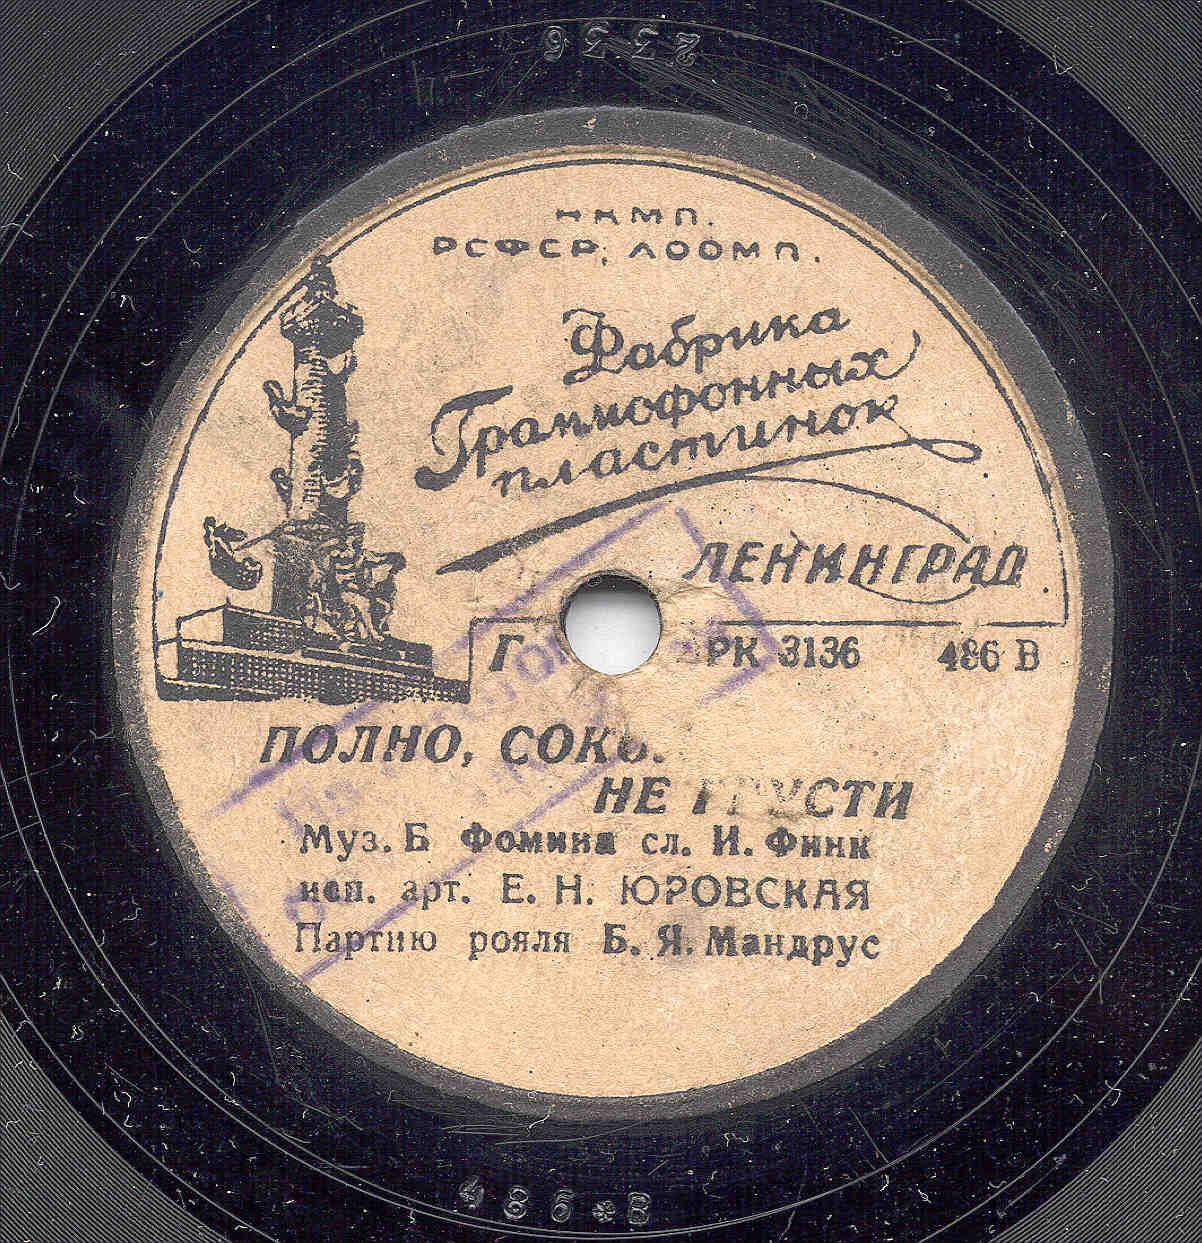 2336
НКМП.
РСФСР, ЛООМП.
Фабрика
Граммофонных
пластинок
ЛЕНИНГРАД
Г РК 3136 486 В
ПОЛНО,
НЕ ГРУСТИ
Муз. Б Фомина сл. И. Финк
исп. арт. Е. Н. ЮРОВСКАЯ
Партию рояля Б. Я. Мандрус
486*В